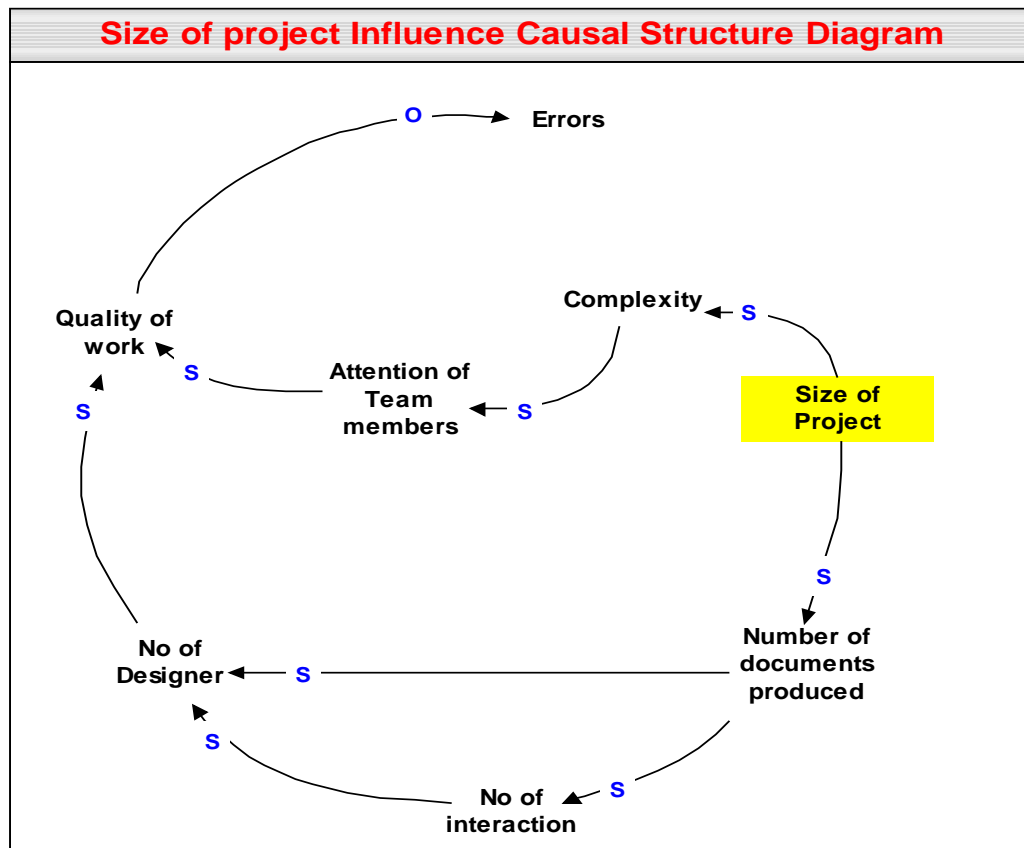 Size of project Influence Causal Structure Diagram
O
Errors
Complexity
S
Quality of
work
S
Attention of
Team
members
S
Size of
Project
S
S
No of
Designer
S
Number of
documents
produced
S
S
No of
interaction